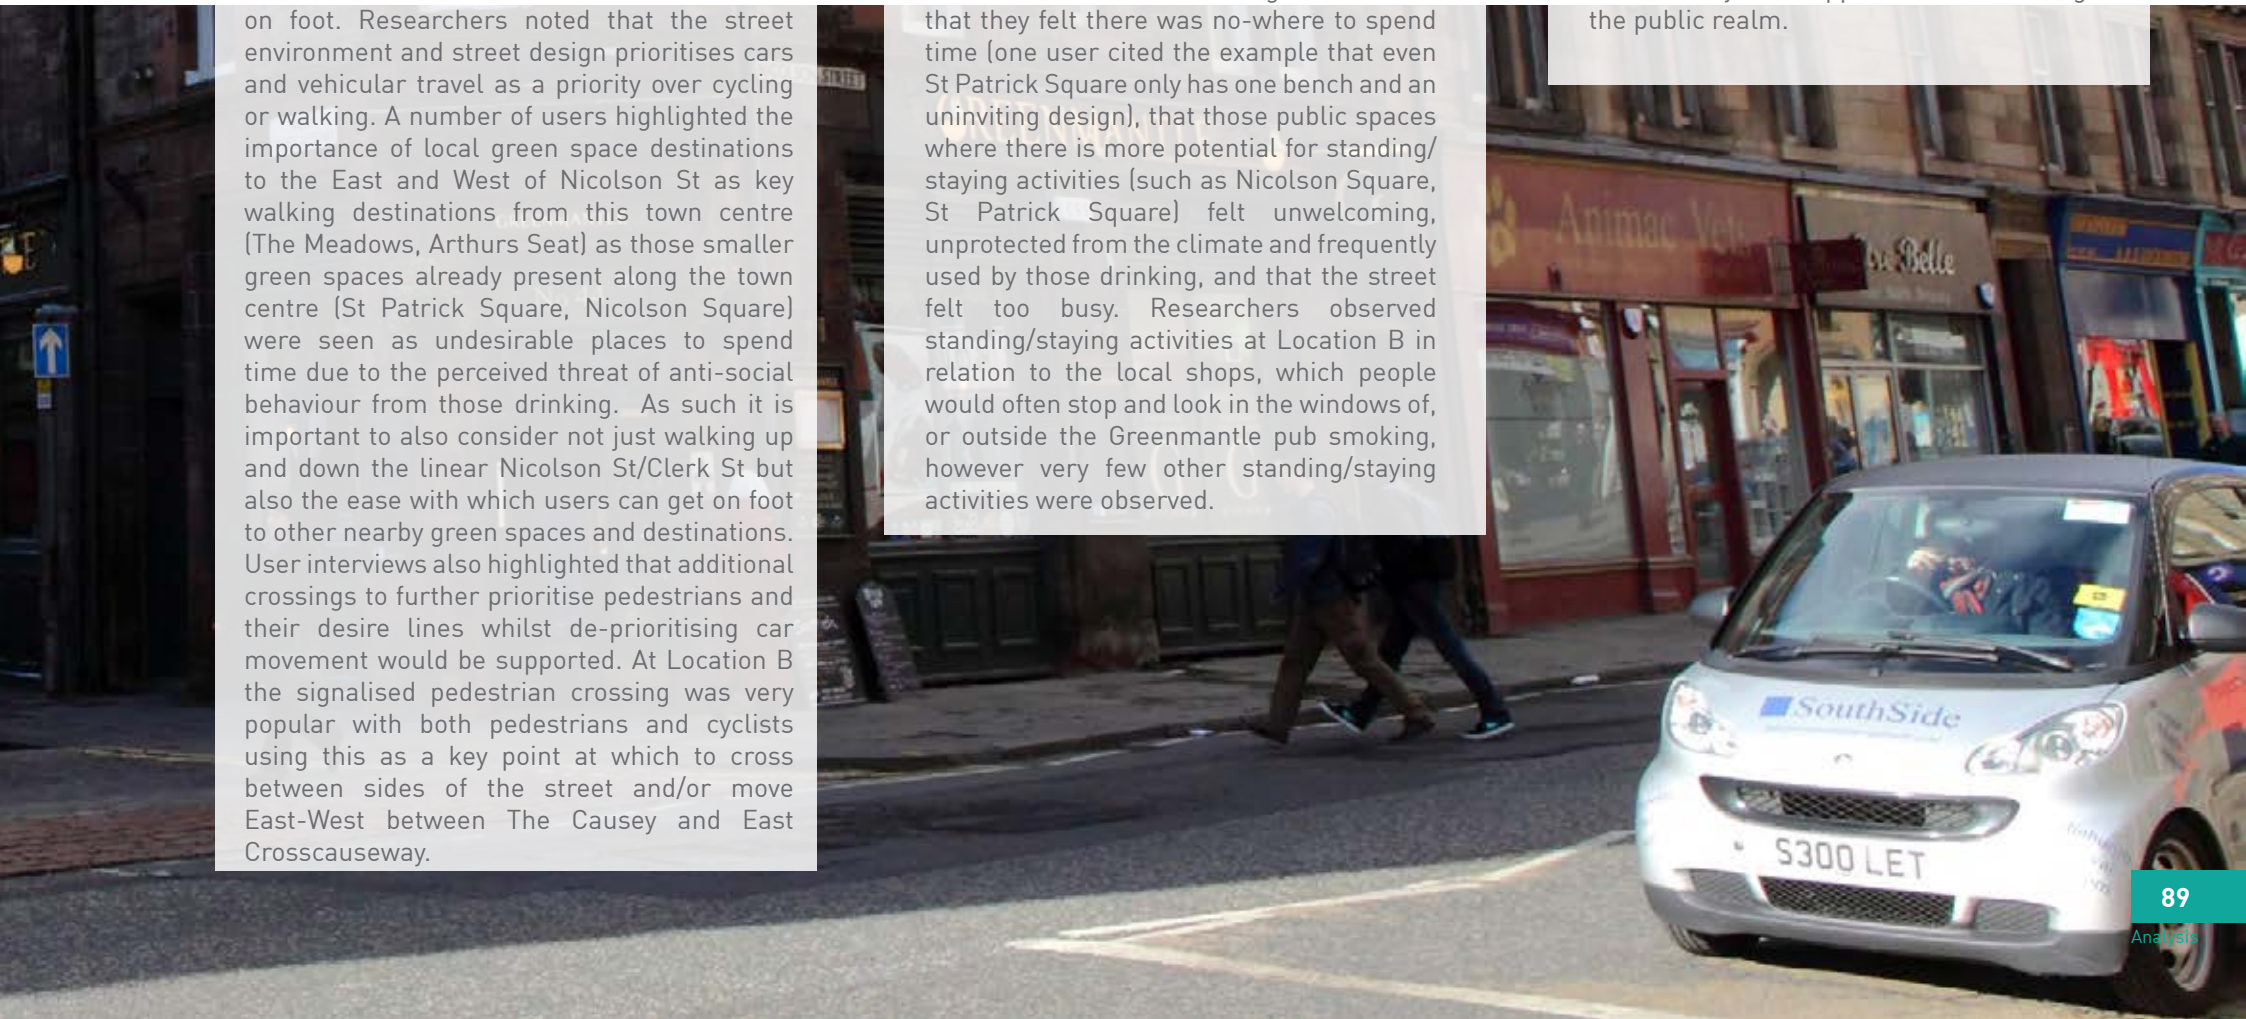 on foot. Researchers noted that the street
environment and street design prioritises cars
and vehicular travel as a priority over cycling
or walking. A number of users highlighted the
importance of local green space destinations
to the East and West of Nicolson St as key
walking destinations from this town centre
(The Meadows, Arthurs Seat) as those smaller
green spaces already present along the town
centre (St Patrick Square, Nicolson Square)
were seen as undesirable places to spend
time due to the perceived threat of anti-social
behaviour from those drinking. As such it is
important to also consider not just walking up
and down the linear Nicolson St/Clerk St but
also the ease with which users can get on foot
to other nearby green spaces and destinations.
User interviews also highlighted that additional
crossings to further prioritise pedestrians and
their desire lines whilst de-prioritising car
movement would be supported. At Location B
the signalised pedestrian crossing was very
popular with both pedestrians and cyclists
using this as a key point at which to cross
between sides of the street and/or move
East-West between The Causey and East
Crosscauseway.
that they felt there was no-where to spend
time (one user cited the example that even
St Patrick Square only has one bench and an
uninviting design), that those public spaces
where there is more potential for standing/
staying activities (such as Nicolson Square,
St Patrick Square) felt unwelcoming,
unprotected from the climate and frequently
used by those drinking, and that the street
felt too busy. Researchers observed
standing/staying activities at Location B in
relation to the local shops, which people
would often stop and look in the windows of,
or outside the Greenmantle pub smoking,
however very few other standing/staying
activities were observed.
the public realm.
STREET
GREENMANTLE
Animac Vets
Belle
SouthSide
S300 LET
89
Analysis